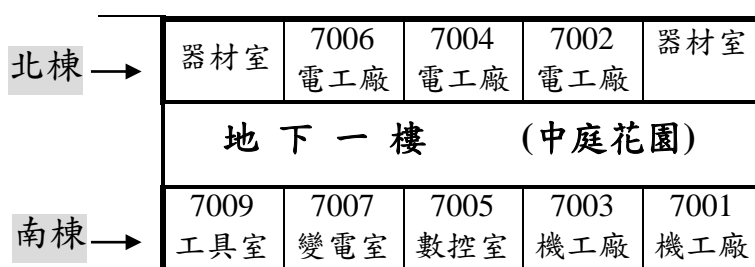 北棟
器材室
7006
電工廠
7004
電工廠
7002
電工廠
器材室
地下一樓 (中庭花園)
南棟
7009
工具室
7007
變電室
7005
數控室
7003
機工廠
7001
機工廠